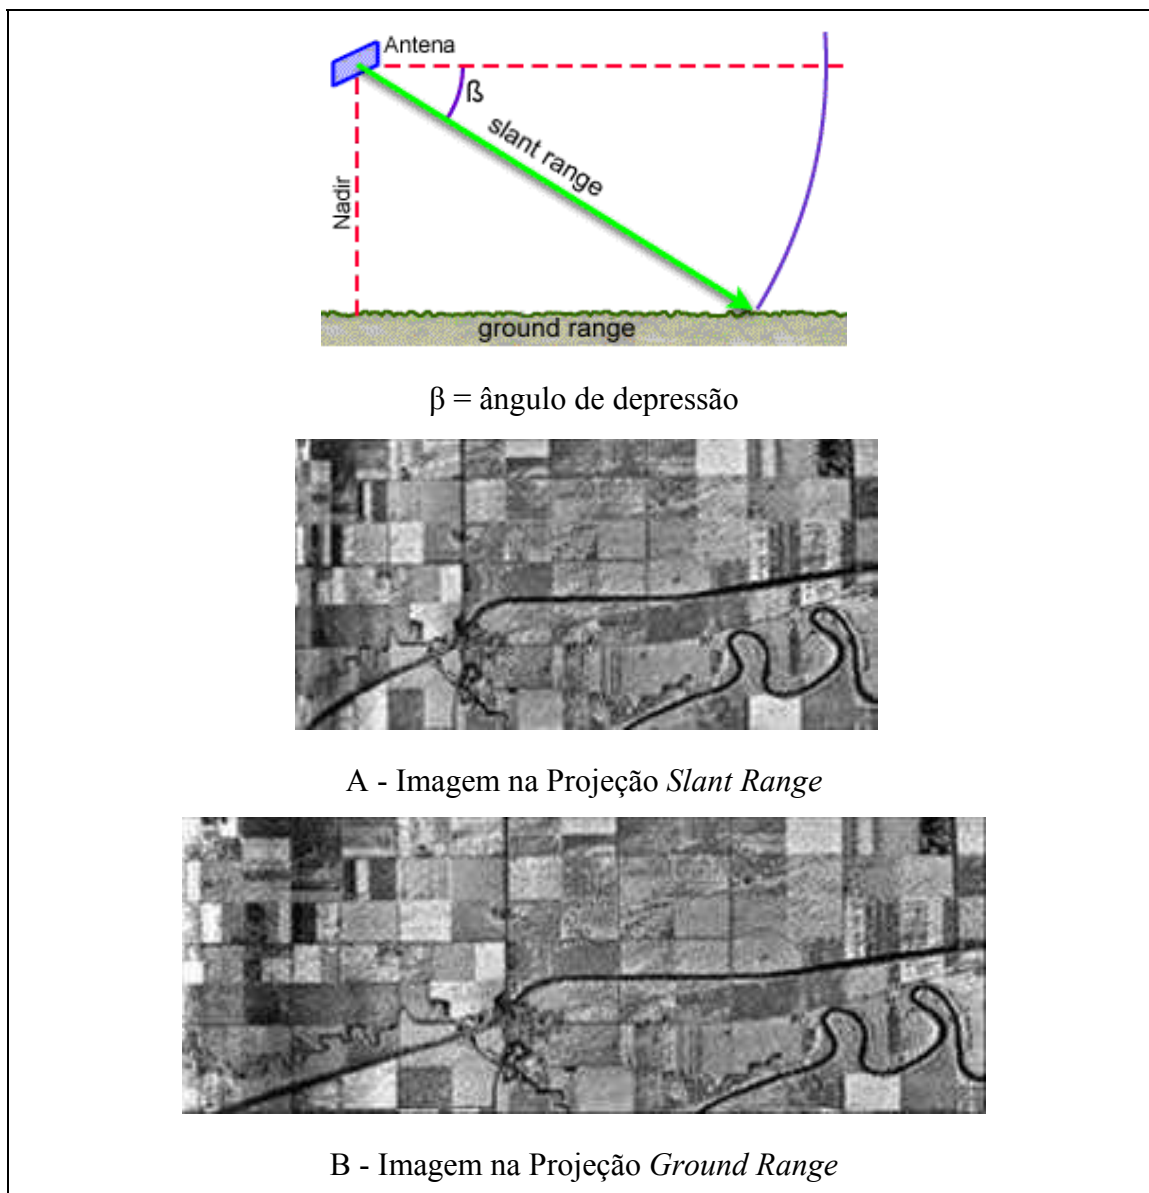 Antena
ß
slant range
Nadir
ground range
β = ângulo de depressão
A - Imagem na Projeção Slant Range
B - Imagem na Projeção Ground Range